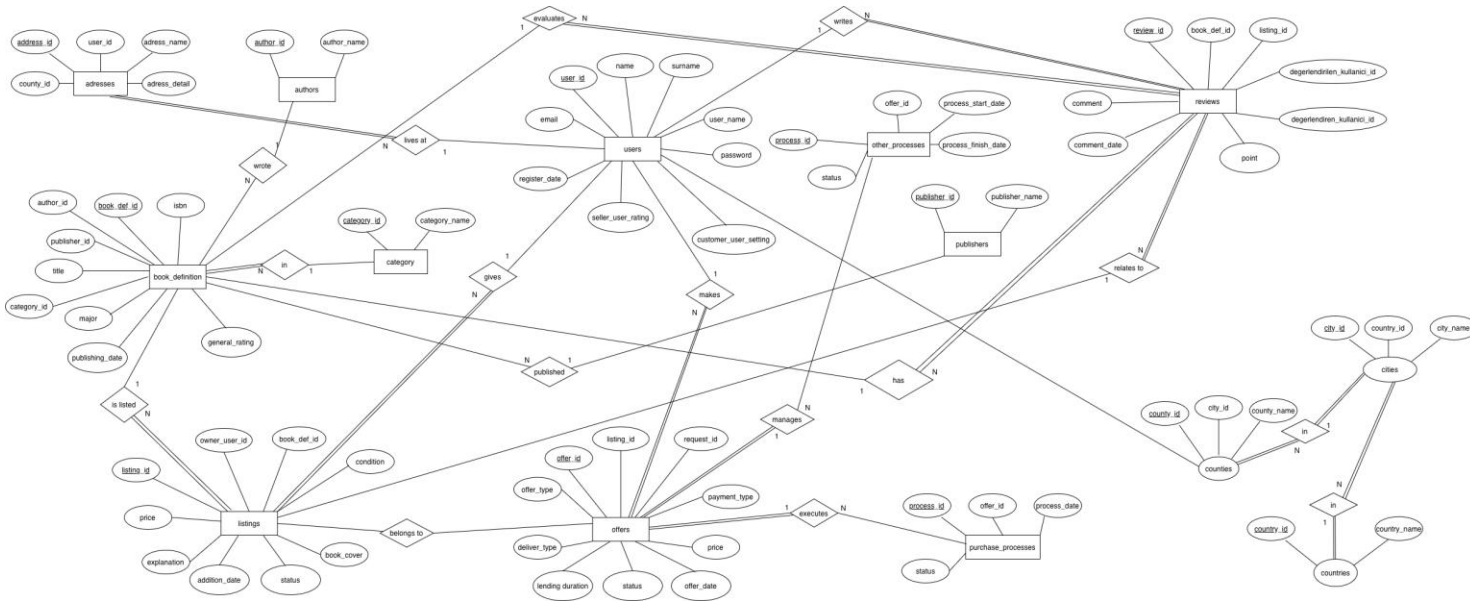 evaluates
1
N
writes
1
N
address_id
user_id
adress_name
county_id
adresses
adress_detail
author_id
author_name
authors
1
wrote
N
N
lives at
1
user_id
name
surname
email
user_name
users
password
register_date
seller_user_rating
customer_user_setting
offer_id
process_start_date
process_id
other_processes
process_finish_date
status
review_id
book_def_id
listing_id
degerlendirilen_kullanici_id
comment
reviews
degerlendiren_kullanici_id
comment_date
point
author_id
book_def_id
isbn
publisher_id
title
book_definition
category_id
major
publishing_date
general_rating
N
in
1
category_id
category_name
category
publisher_id
publisher_name
publishers
1
gives
N
1
makes
N
N
relates to
1
N
published
1
has
1
N
1
is listed
N
N
manages
1
city_id
country_id
city_name
cities
county_id
city_id
county_name
counties
1
in
N
N
in
1
country_id
country_name
countries
owner_user_id
book_def_id
listing_id
condition
price
listings
explanation
book_cover
addition_date
status
belongs to
listing_id
request_id
offer_id
offer_type
payment_type
offers
deliver_type
price
lending duration
status
offer_date
1
executes
N
process_id
offer_id
process_date
purchase_processes
status